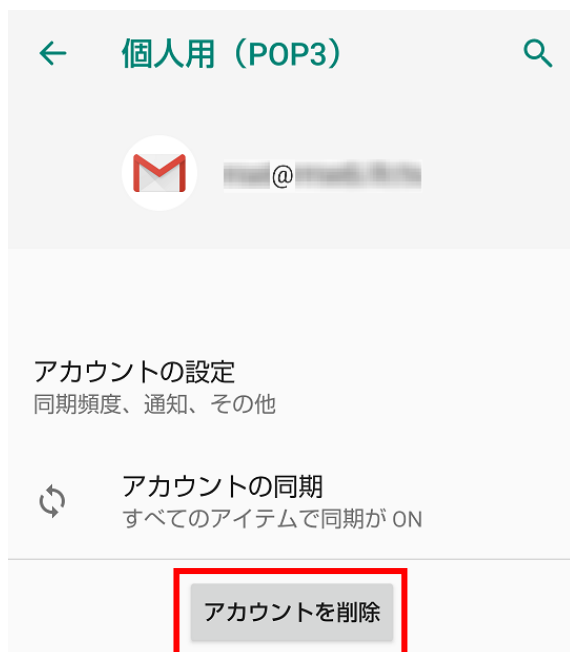 個人用（POP3）
@
アカウントの設定
同期頻度、通知、その他
アカウントの同期
すべてのアイテムで同期が ON
アカウントを削除